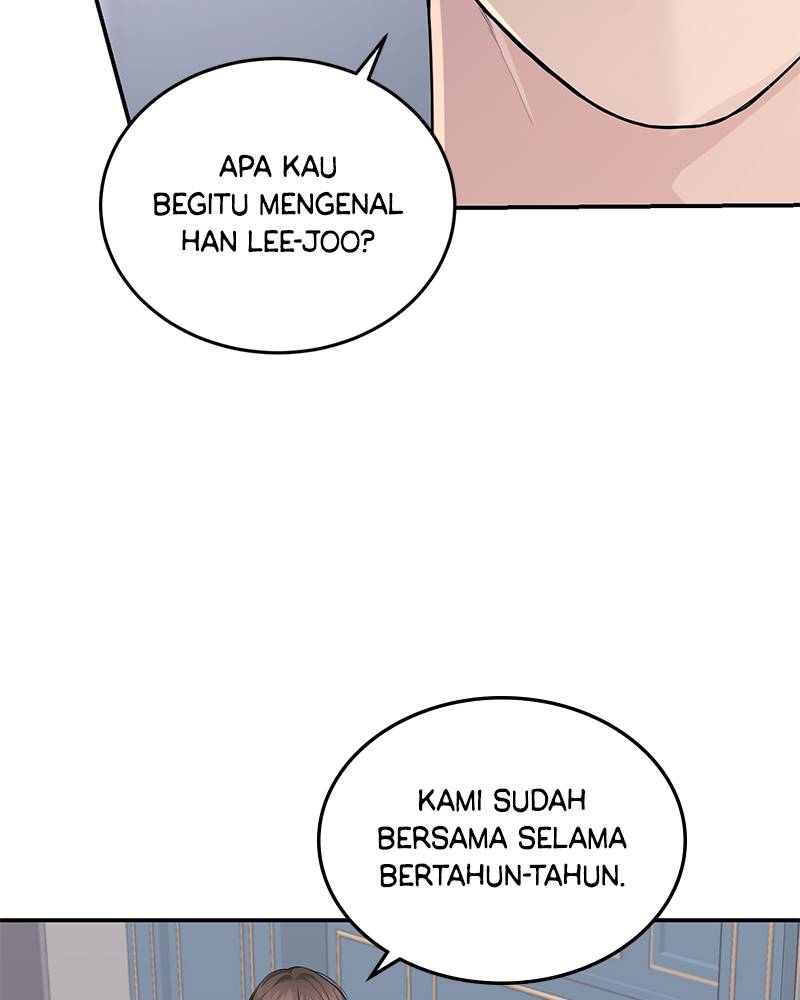 APA KAU
BEGITU MENGENAL
HAN LEE-JOO?
KAMI SUDAH
BERSAMA SELAMA
BERTAHUN-TAHUN.